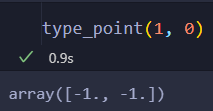 type_point(1, 0)
0.9s
array([-1., -1.])